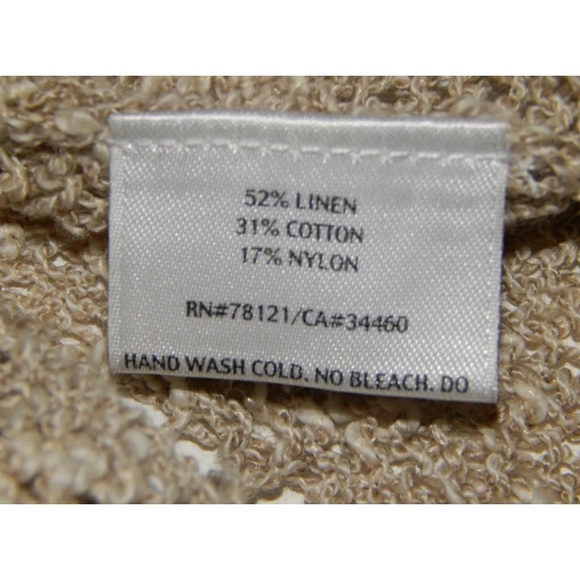 52% LINEN
31% COTTON
17% NYLON
RN#78121/CA#34460
HAND WASH COLD. NO BLEACH. DO